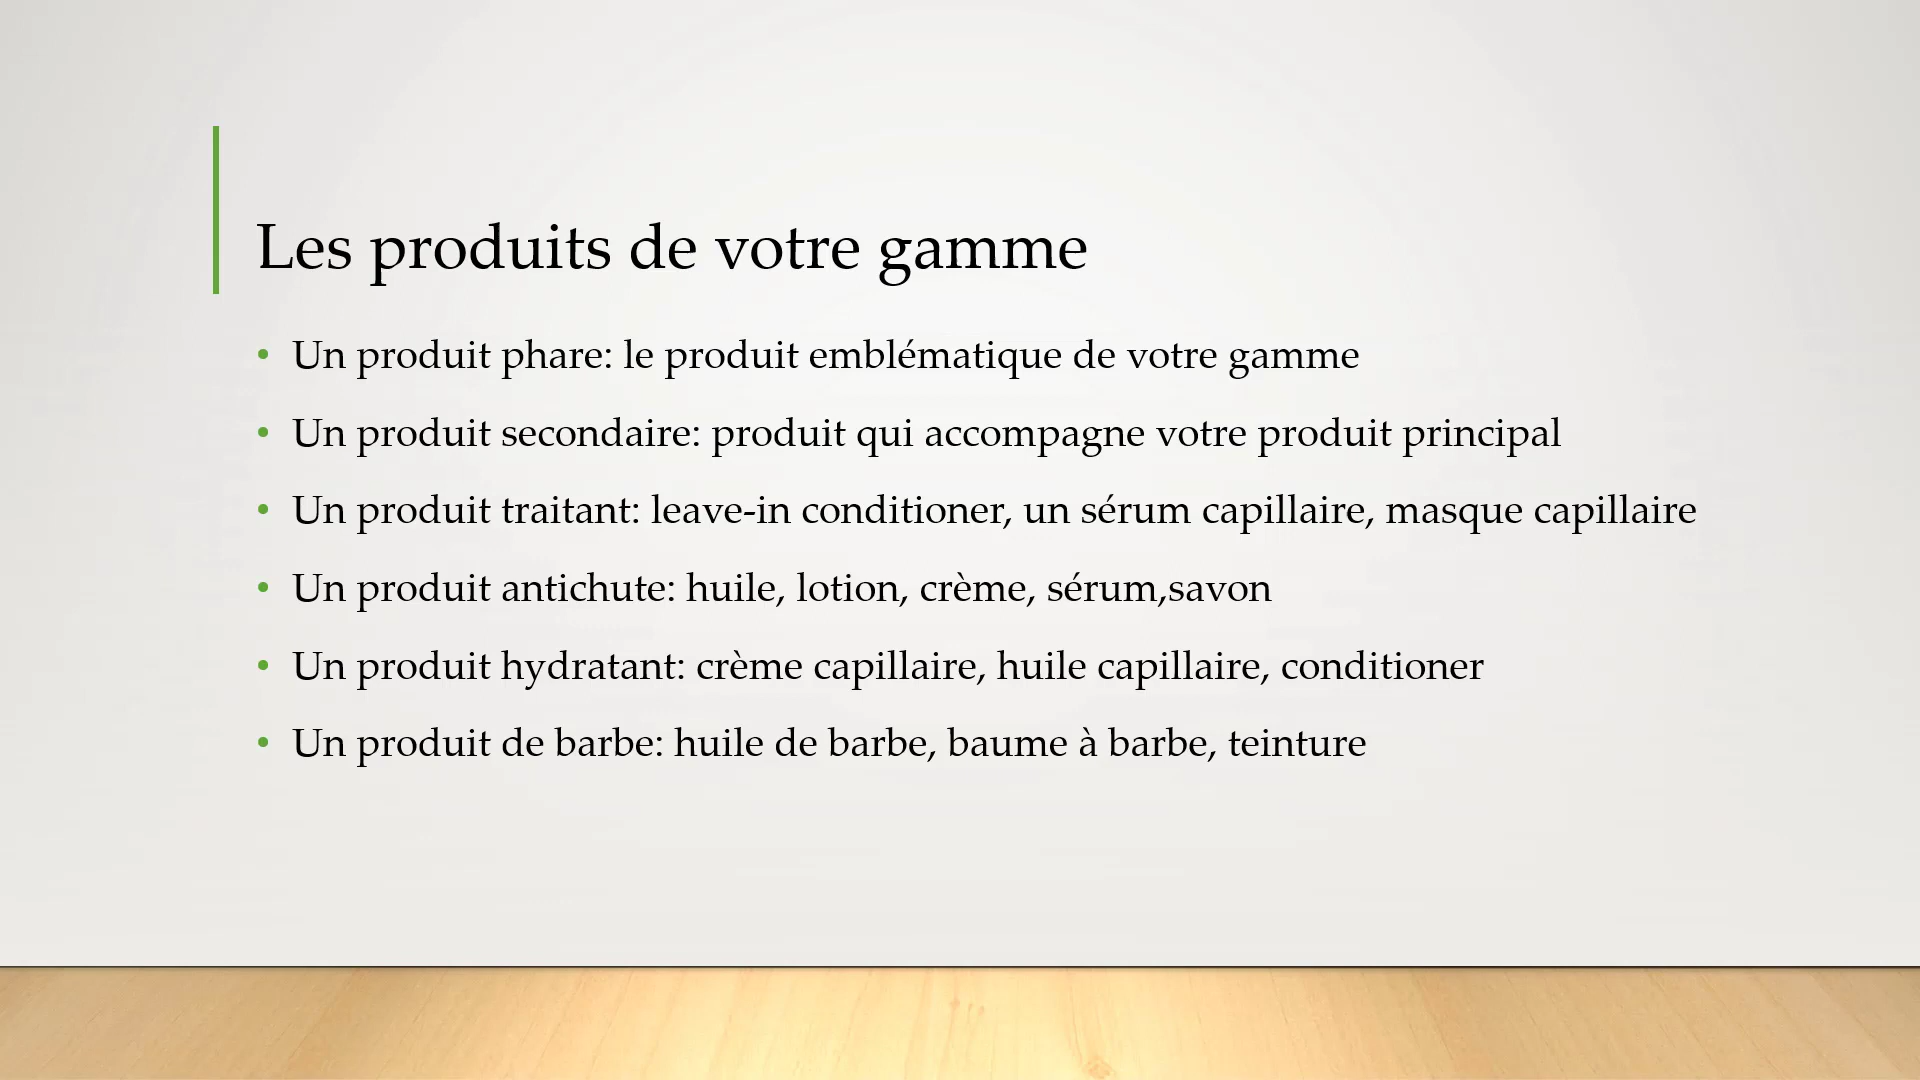 Les produits de votre gamme
• Un produit phare: le produit emblématique de votre gamme
• Un produit secondaire: produit qui accompagne votre produit principal
• Un produit traitant: leave-in conditioner, un sérum capillaire, masque capillaire
• Un produit antichute: huile, lotion, crème, sérum,savon
• Un produit hydratant: crème capillaire, huile capillaire, conditioner
• Un produit de barbe: huile de barbe, baume à barbe, teinture